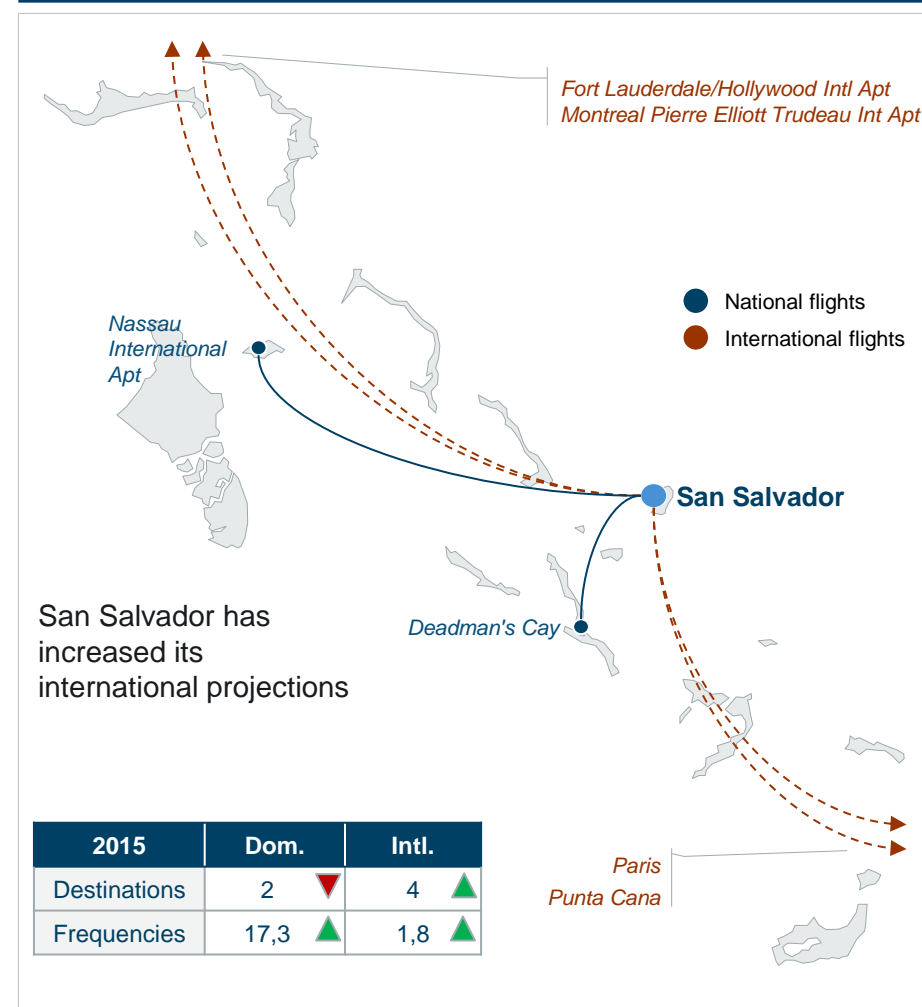 Fort Lauderdale/Hollywood Intl Apt
Montreal Pierre Elliott Trudeau Int Apt
National flights
International flights
Nassau
International
Apt
San Salvador
Deadman's Cay
San Salvador has
increased its
international projections
2015 Dom. Intl.
Destinations 2 4
Frequencies 17,3 1,8
Paris
Punta Cana